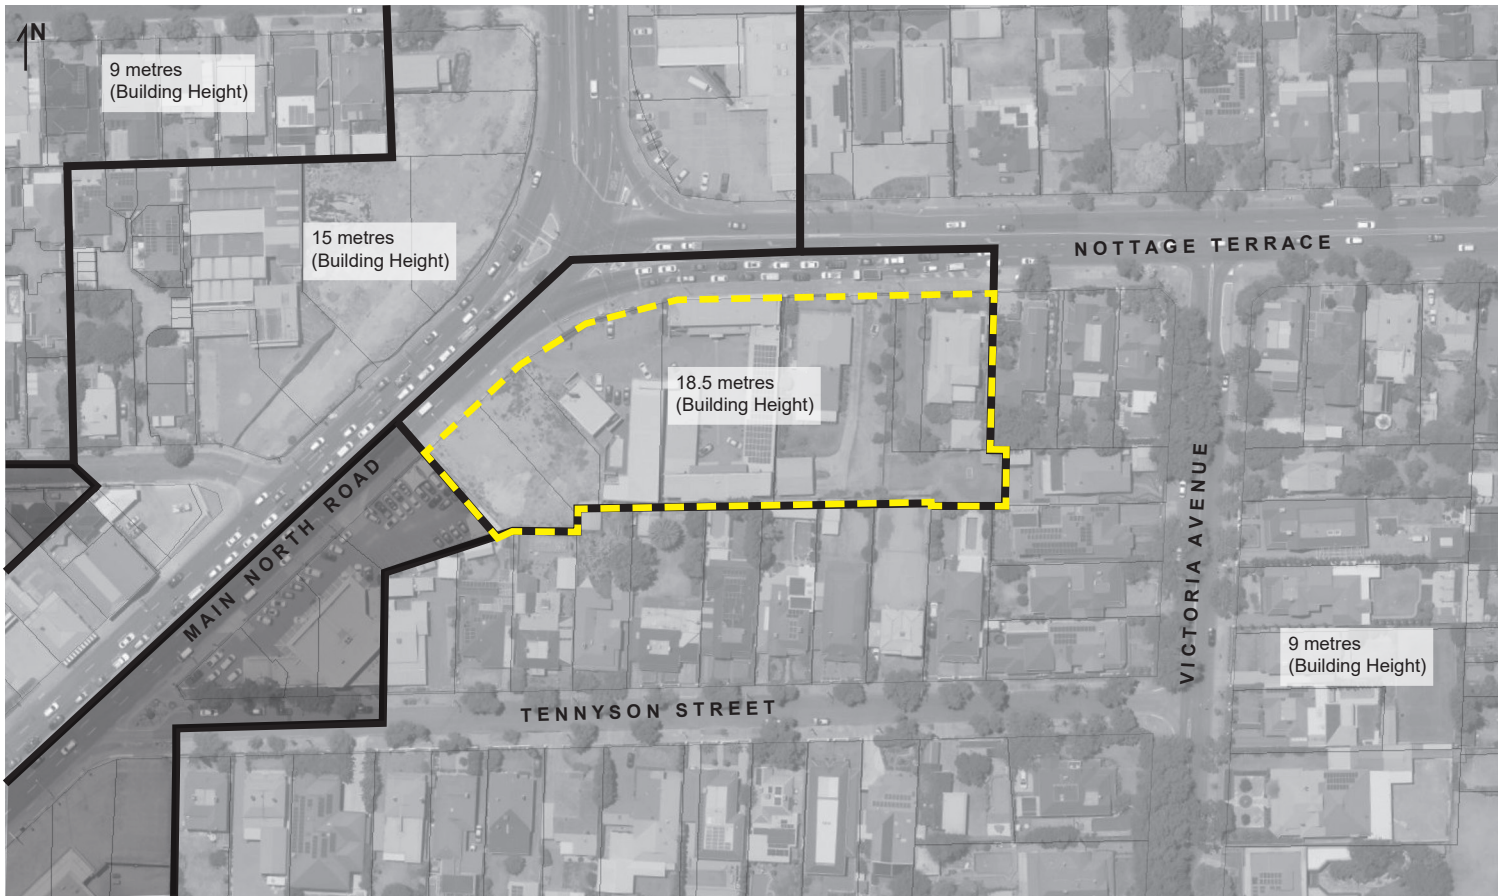 N
9 metres
(Building Height)
15 metres
(Building Height)
NOTTAGE TERRACE
18.5 metres
(Building Height)
MAIN NORTH ROAD
VICTORIA AVENUE
9 metres
(Building Height)
TENNYSON STREET